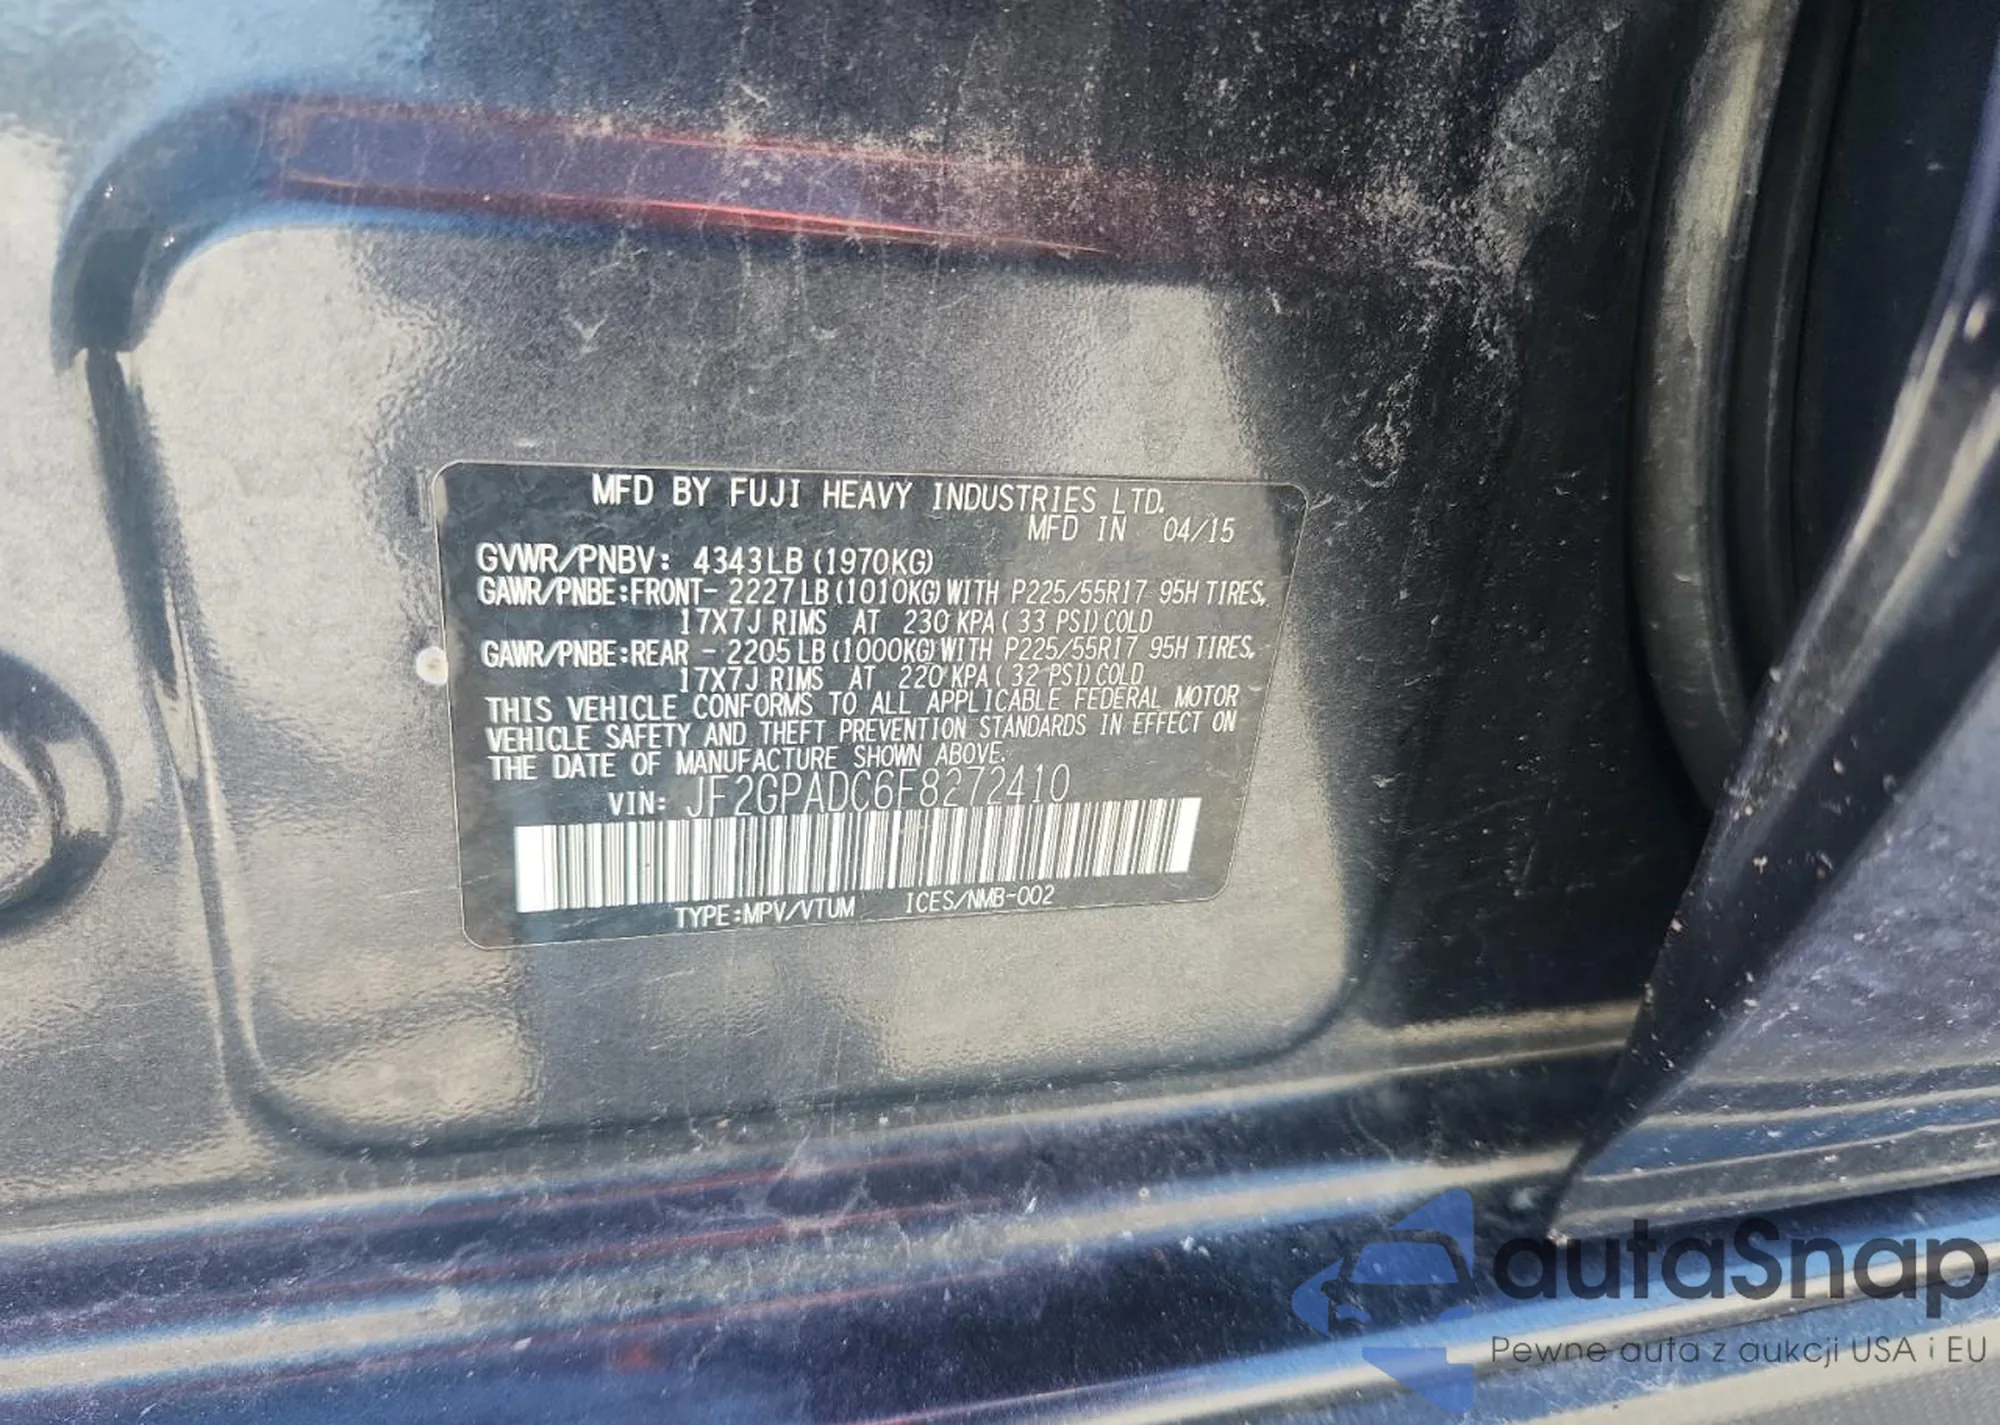 MFD BY FUJI HEAVY INDUSTRIES LTD.
MFD IN 04/15
GVWR/PNBV: 4343LB (1970KG)
GAWR/PNBE:FRONT- 2227LB (1010KG) WITH P225/55R17 95H TIRES,
17X7J RIMS AT 230 KPA ( 33 PSI) COLD
GAWR/PNBE:REAR - 2205LB (1000KG) WITH P225/55R17 95H TIRES,
17X7J RIMS AT 220 KPA ( 32 PSI) COLD
THIS VEHICLE CONFORMS TO ALL APPLICABLE FEDERAL MOTOR
VEHICLE SAFETY AND THEFT PREVENTION STANDARDS IN EFFECT ON
THE DATE OF MANUFACTURE SHOWN ABOVE.
VIN: JF2GPADC6F8272410
TYPE:MPV/VTUM ICES/NMB-002
autaSnap
Pewne auta z aukcji USA i EU